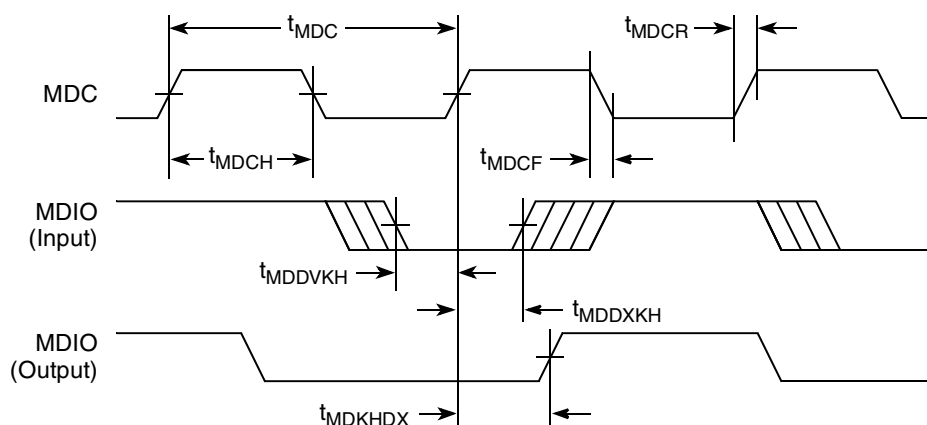 tMDC
tMDCR
MDC
tMDCH
tMDCF
MDIO
(Input)
tMDDVKH
tMDDXKH
MDIO
(Output)
tMDKHDX